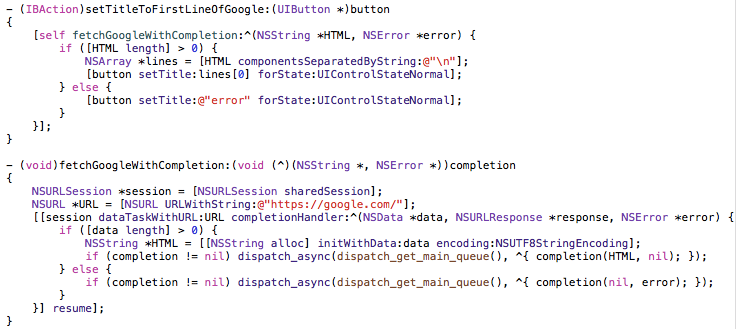 - (IBAction)setTitleToFirstLineOfGoogle:(UIButton *)button
{
    [self fetchGoogleWithCompletion:^(NSString *HTML, NSError *error) {
        if ([HTML length] > 0) {
            NSArray *lines = [HTML componentsSeparatedByString:@"\n"];
            [button setTitle:lines[0] forState:UIControlStateNormal];
        } else {
            [button setTitle:@"error" forState:UIControlStateNormal];
        }
    }];
}

- (void)fetchGoogleWithCompletion:(void (^)(NSString *, NSError *))completion
{
    NSURLSession *session = [NSURLSession sharedSession];
    NSURL *URL = [NSURL URLWithString:@"https://google.com/"];
    [[session dataTaskWithURL:URL completionHandler:^(NSData *data, NSURLResponse *response, NSError *error) {
        if ([data length] > 0) {
            NSString *HTML = [[NSString alloc] initWithData:data encoding:NSUTF8StringEncoding];
            if (completion != nil) dispatch_async(dispatch_get_main_queue(), ^{ completion(HTML, nil); });
        } else {
            if (completion != nil) dispatch_async(dispatch_get_main_queue(), ^{ completion(nil, error); });
        }
    }] resume];
}